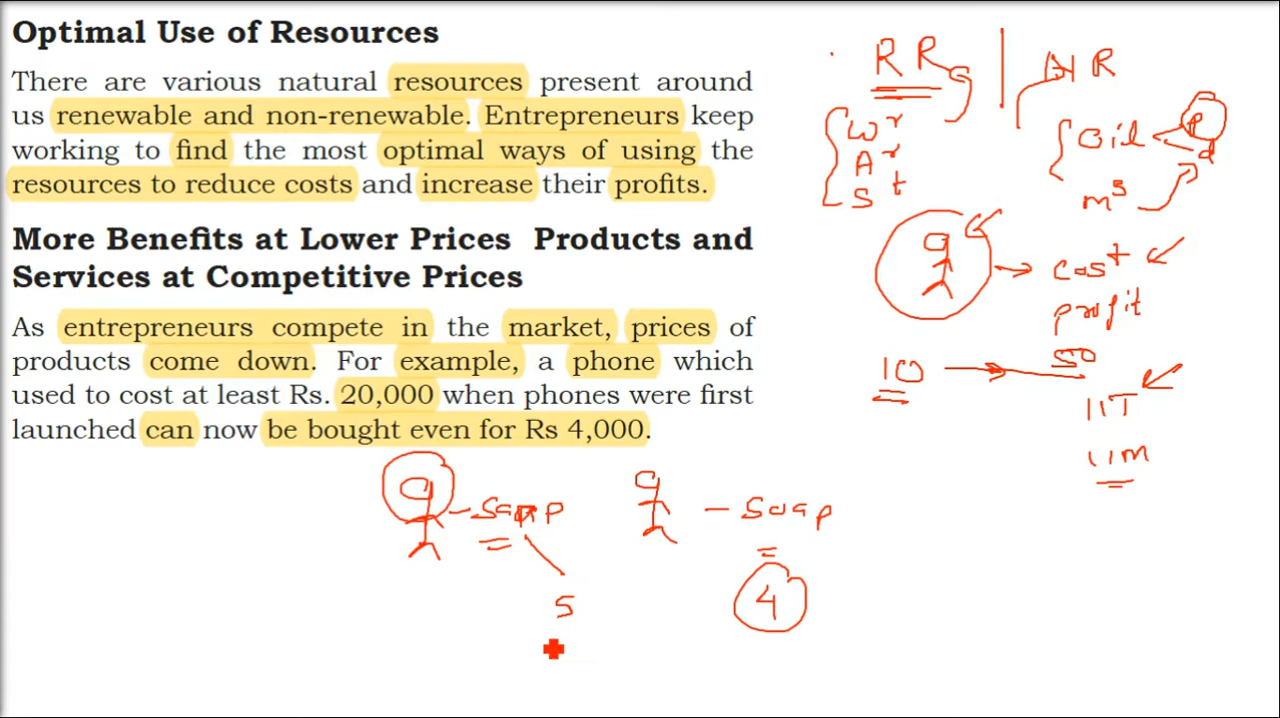 Optimal Use of Resources
There are various natural resources present around
us renewable and non-renewable. Entrepreneurs keep
working to find the most optimal ways of using the
resources to reduce costs and increase their profits.
More Benefits at Lower Prices Products and
Services at Competitive Prices
As entrepreneurs compete in the market, prices of
products come down. For example, a phone which
used to cost at least Rs. 20,000 when phones were first
launched can now be bought even for Rs 4,000.
RR
NR
W
A
S
oil
p
d
cost
profit
10
50
soap
soap
5
4